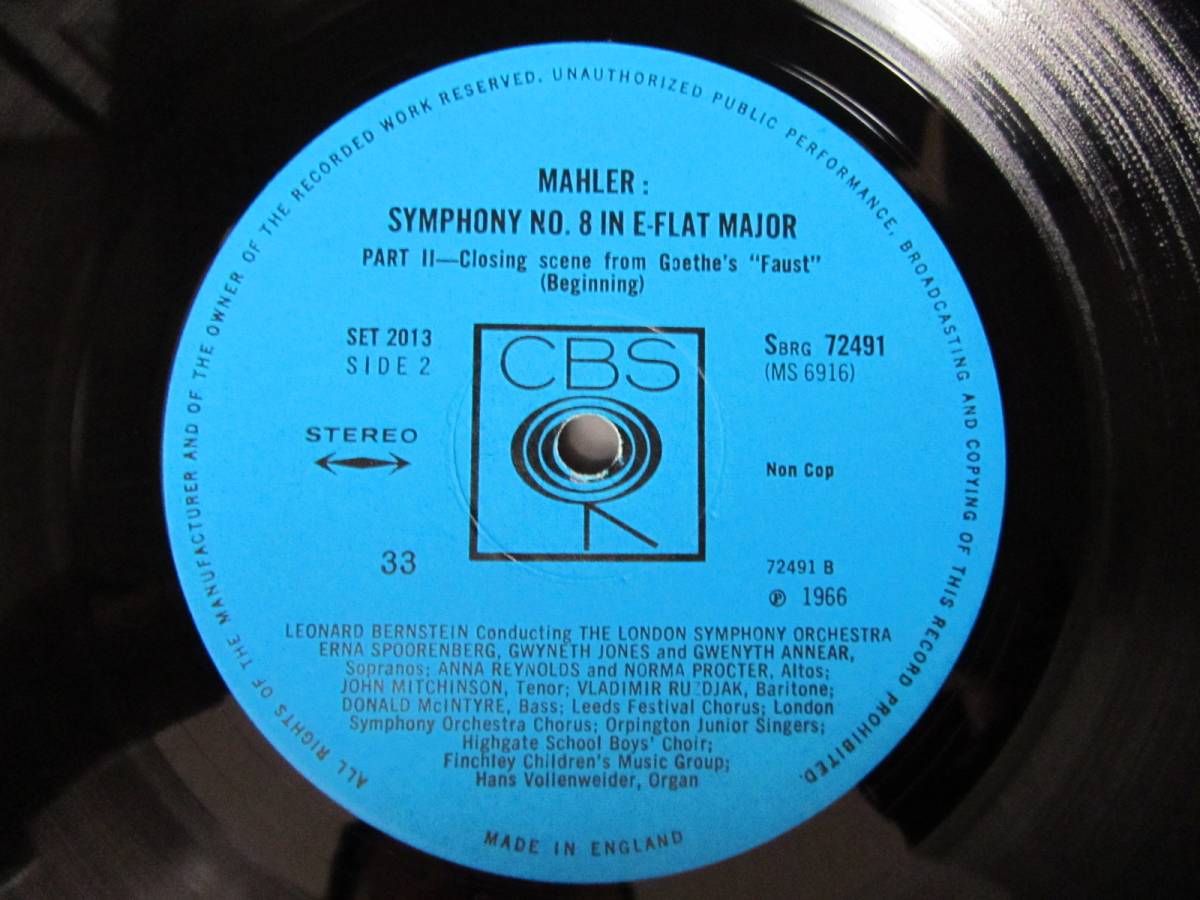 ALL RIGHTS OF THE MANUFACTURER AND OF THE OWNER OF THE RECORDED WORK RESERVED. UNAUTHORIZED PUBLIC PERFORMANCE, BROADCASTING AND COPYING OF THIS RECORD PROHIBITED.
MAHLER:
SYMPHONY NO. 8 IN E-FLAT MAJOR
PART II—Closing scene from Goethe's "Faust"
(Beginning)
SET 2013
SIDE 2
CBS
SBRG 72491
(MS 6916)
STEREO
Non Cop
33
72491 B
℗ 1966
LEONARD BERNSTEIN Conducting THE LONDON SYMPHONY ORCHESTRA
ERNA SPOORENBERG, GWYNETH JONES and GWENYTH ANNEAR,
Sopranos; ANNA REYNOLDS and NORMA PROCTER, Altos;
JOHN MITCHINSON, Tenor; VLADIMIR Baritone;
DONALD McINTYRE, Bass; Leeds Festival Chorus; London
Symphony Orchestra Chorus; Orpington Junior Singers;
Highgate School Boys' Choir;
Finchley Children's Music Group;
Hans Vollenweider, Organ
MADE IN ENGLAND